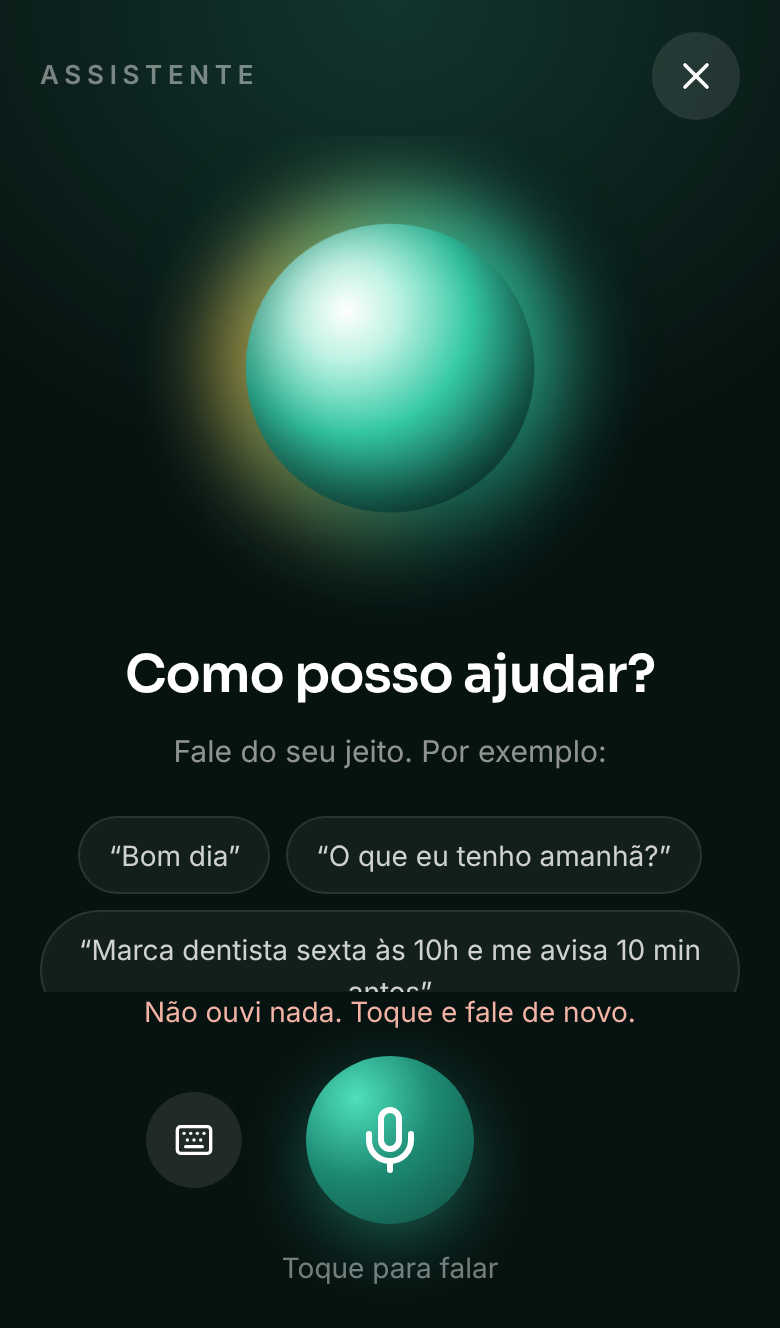 ASSISTENTE
Como posso ajudar?
Fale do seu jeito. Por exemplo:
“Bom dia” “O que eu tenho amanhã?”
“Marca dentista sexta às 10h e me avisa 10 min
antes”
Não ouvi nada. Toque e fale de novo.
Toque para falar